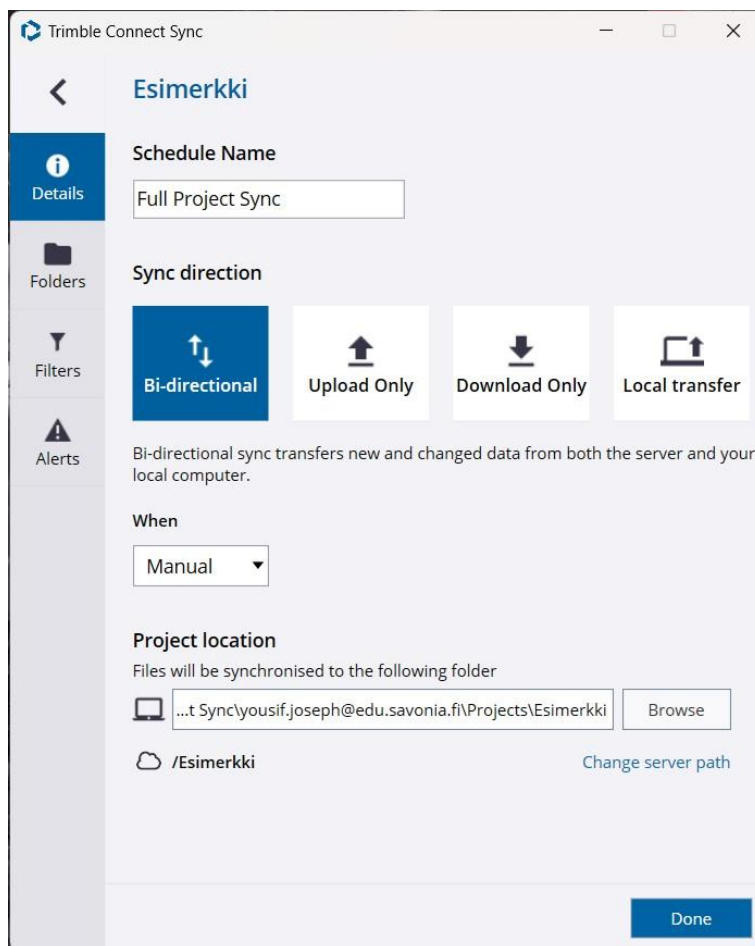 Trimble Connect Sync
Esimerkki
Details
Folders
Filters
Alerts
Schedule Name
Full Project Sync
Sync direction
Bi-directional
Upload Only
Download Only
Local transfer
Bi-directional sync transfers new and changed data from both the server and your
local computer.
When
Manual
Project location
Files will be synchronised to the following folder
...t Sync\yousif.joseph@edu.savonia.fi\Projects\Esimerkki
Browse
/Esimerkki
Change server path
Done